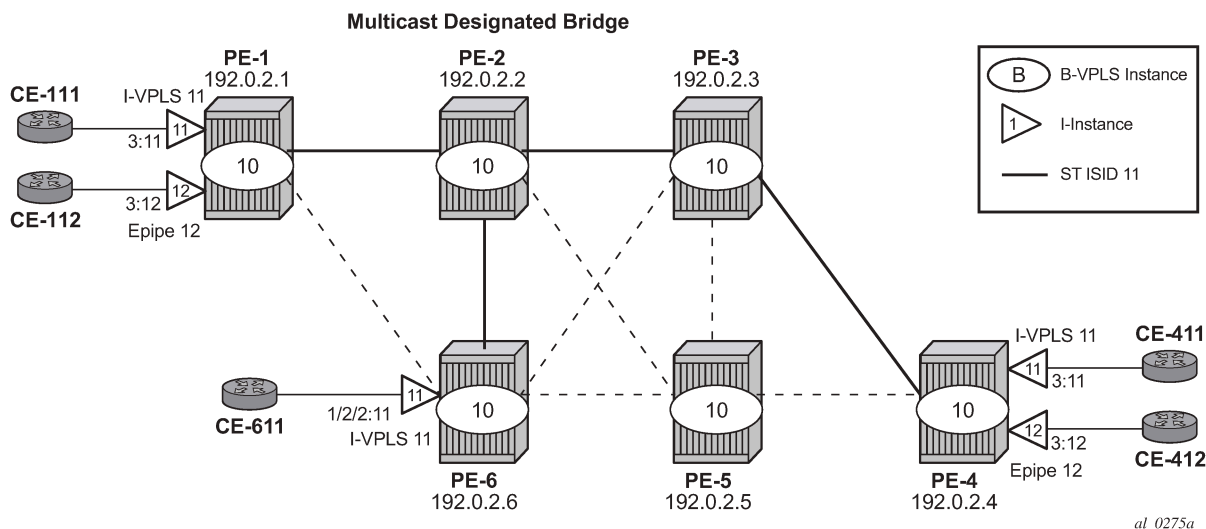 Multicast Designated Bridge
PE-1
192.0.2.1
PE-2
192.0.2.2
PE-3
192.0.2.3
B
B-VPLS Instance
1
I-Instance
ST ISID 11
CE-111
I-VPLS 11
11
3:11
10
10
10
12
3:12
CE-112
Epipe 12
I-VPLS 11
CE-411
11
3:11
11
1/2/2:11
CE-611
I-VPLS 11
10
10
10
12
3:12
CE-412
Epipe 12
PE-6
192.0.2.6
PE-5
192.0.2.5
PE-4
192.0.2.4
al_0275a